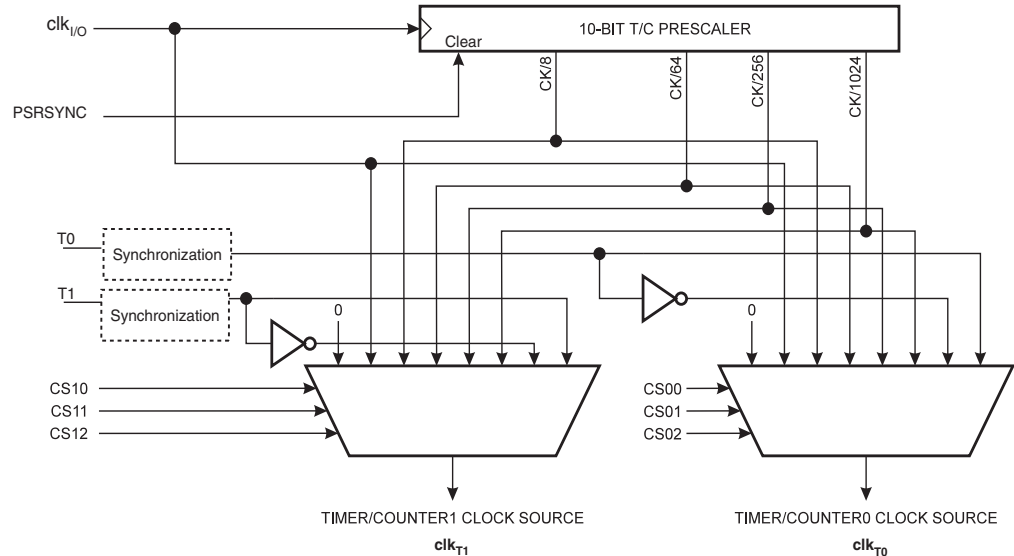 clkI/O
10-BIT T/C PRESCALER
Clear
CK/8
CK/64
CK/256
CK/1024
PSRSYNC
T0
Synchronization
T1
Synchronization
0
0
CS10
CS11
CS12
CS00
CS01
CS02
TIMER/COUNTER1 CLOCK SOURCE
clkT1
TIMER/COUNTER0 CLOCK SOURCE
clkT0